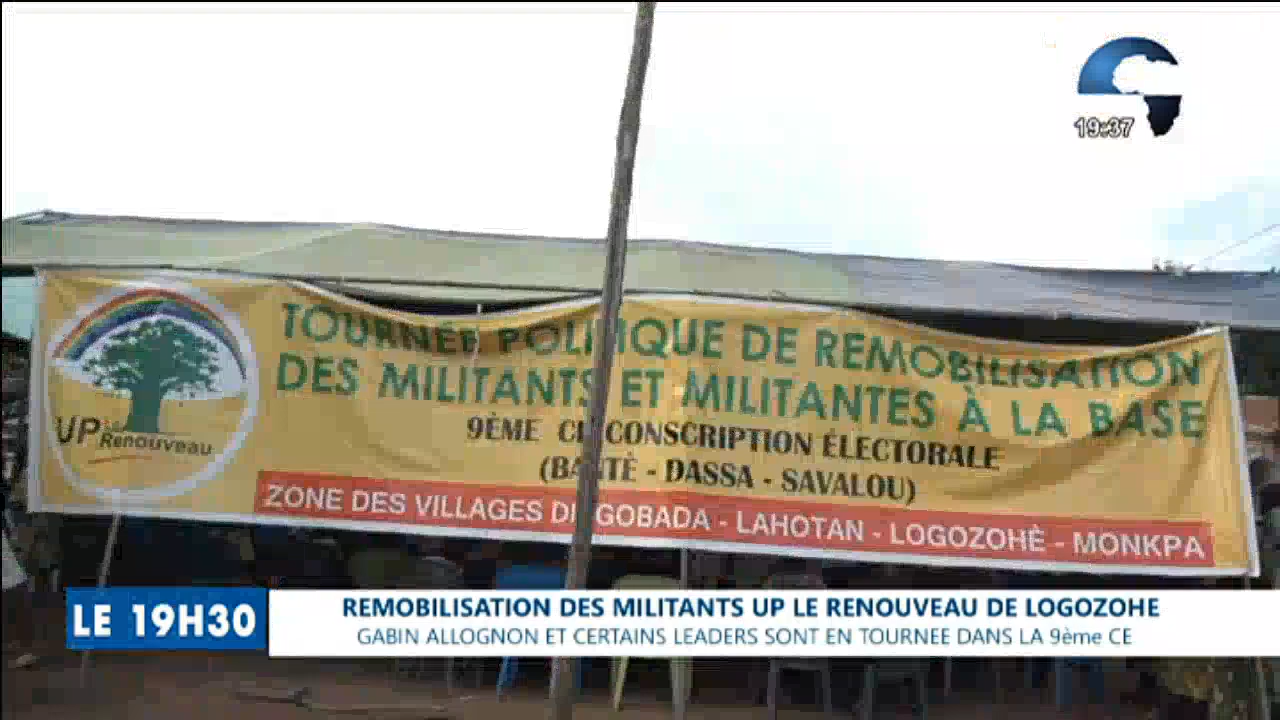 19:37
TOURNÉE POLITIQUE DE REMOBILISATION
DES MILITANTS ET MILITANTES À LA BASE
9ÈME CIRCONSCRIPTION ÉLECTORALE
(BANTÈ - DASSA - SAVALOU)
ZONE DES VILLAGES DE GOBADA - LAHOTAN - LOGOZOHÈ - MONKPA
UP Le Renouveau
LE 19H30
REMOBILISATION DES MILITANTS UP LE RENOUVEAU DE LOGOZOHE
GABIN ALLOGNON ET CERTAINS LEADERS SONT EN TOURNEE DANS LA 9ème CE